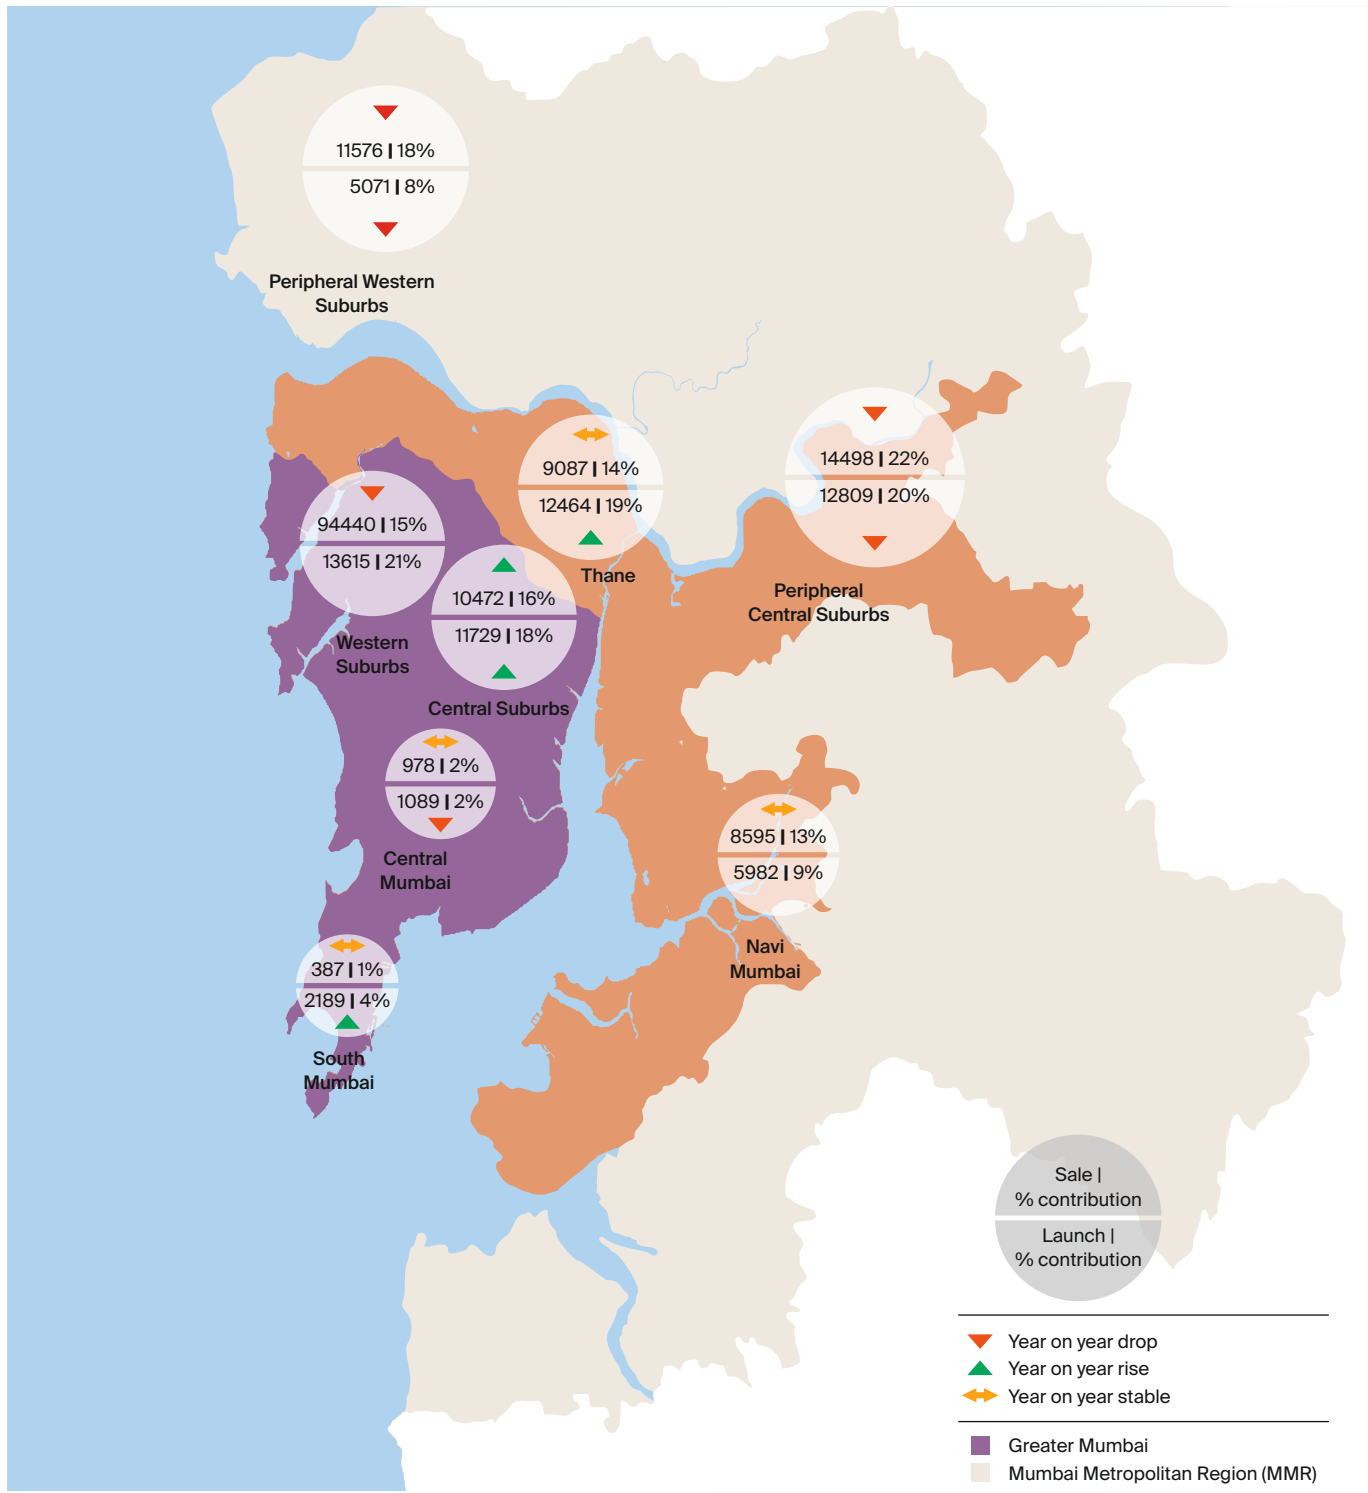 11576 | 18%
5071 | 8%
Peripheral Western
Suburbs
14498 | 22%
12809 | 20%
Peripheral
Central Suburbs
9087 | 14%
12464 | 19%
Thane
94440 | 15%
13615 | 21%
Western
Suburbs
10472 | 16%
11729 | 18%
Central Suburbs
978 | 2%
1089 | 2%
Central
Mumbai
8595 | 13%
5982 | 9%
Navi
Mumbai
387 | 1%
2189 | 4%
South
Mumbai
Sale |
% contribution
Launch |
% contribution
Year on year drop
Year on year rise
Year on year stable
Greater Mumbai
Mumbai Metropolitan Region (MMR)